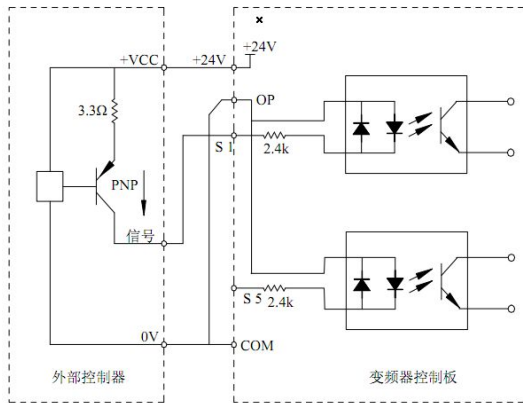 ×
+VCC
+24V
+24V
3.3Ω
OP
S 1
2.4k
PNP
信号
S 5
2.4k
0V
COM
外部控制器
变频器控制板